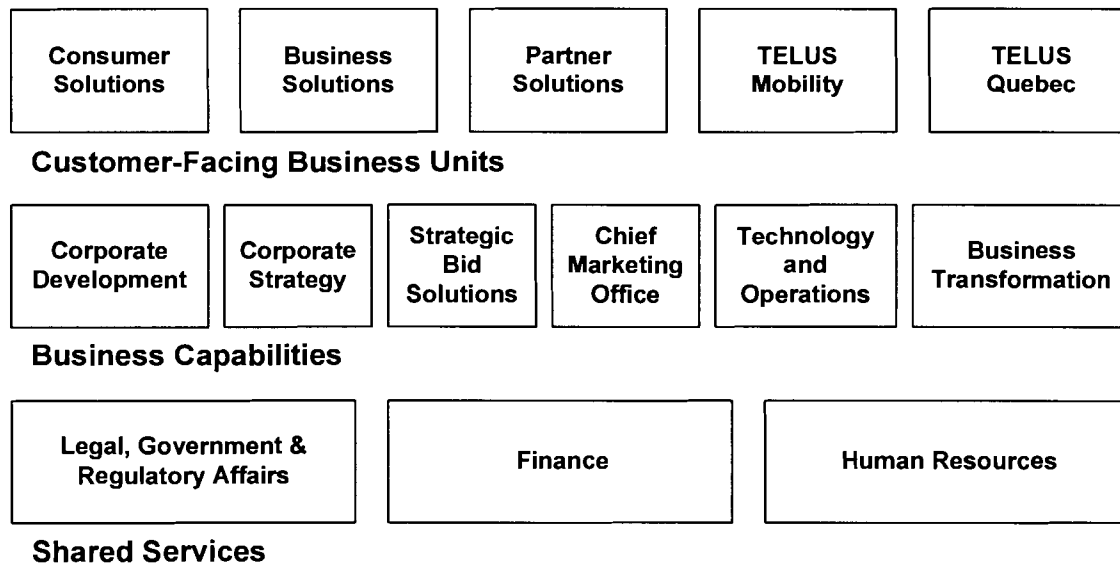 Consumer
Solutions
Business
Solutions
Partner
Solutions
TELUS
Mobility
TELUS
Quebec
Customer-Facing Business Units
Corporate
Development
Corporate
Strategy
Strategic
Bid
Solutions
Chief
Marketing
Office
Technology
and
Operations
Business
Transformation
Business Capabilities
Legal, Government &
Regulatory Affairs
Finance
Human Resources
Shared Services